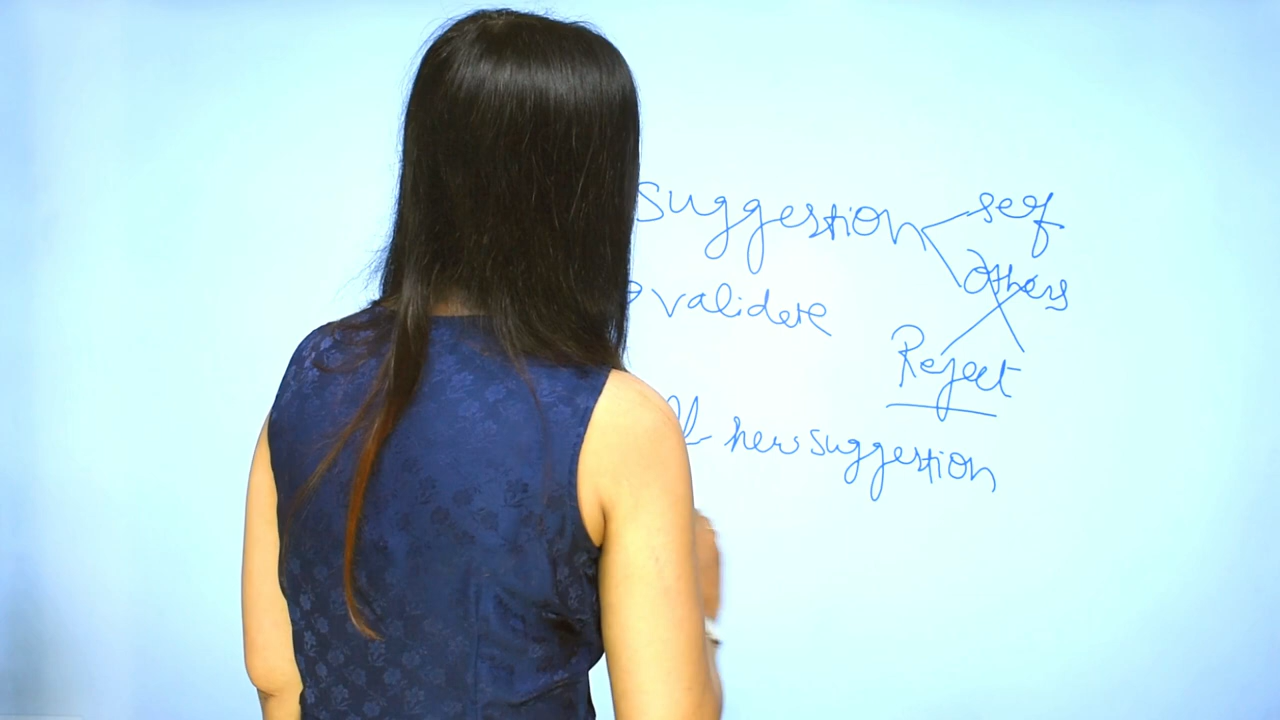 suggestion self
others
validate
Reject
her suggestion